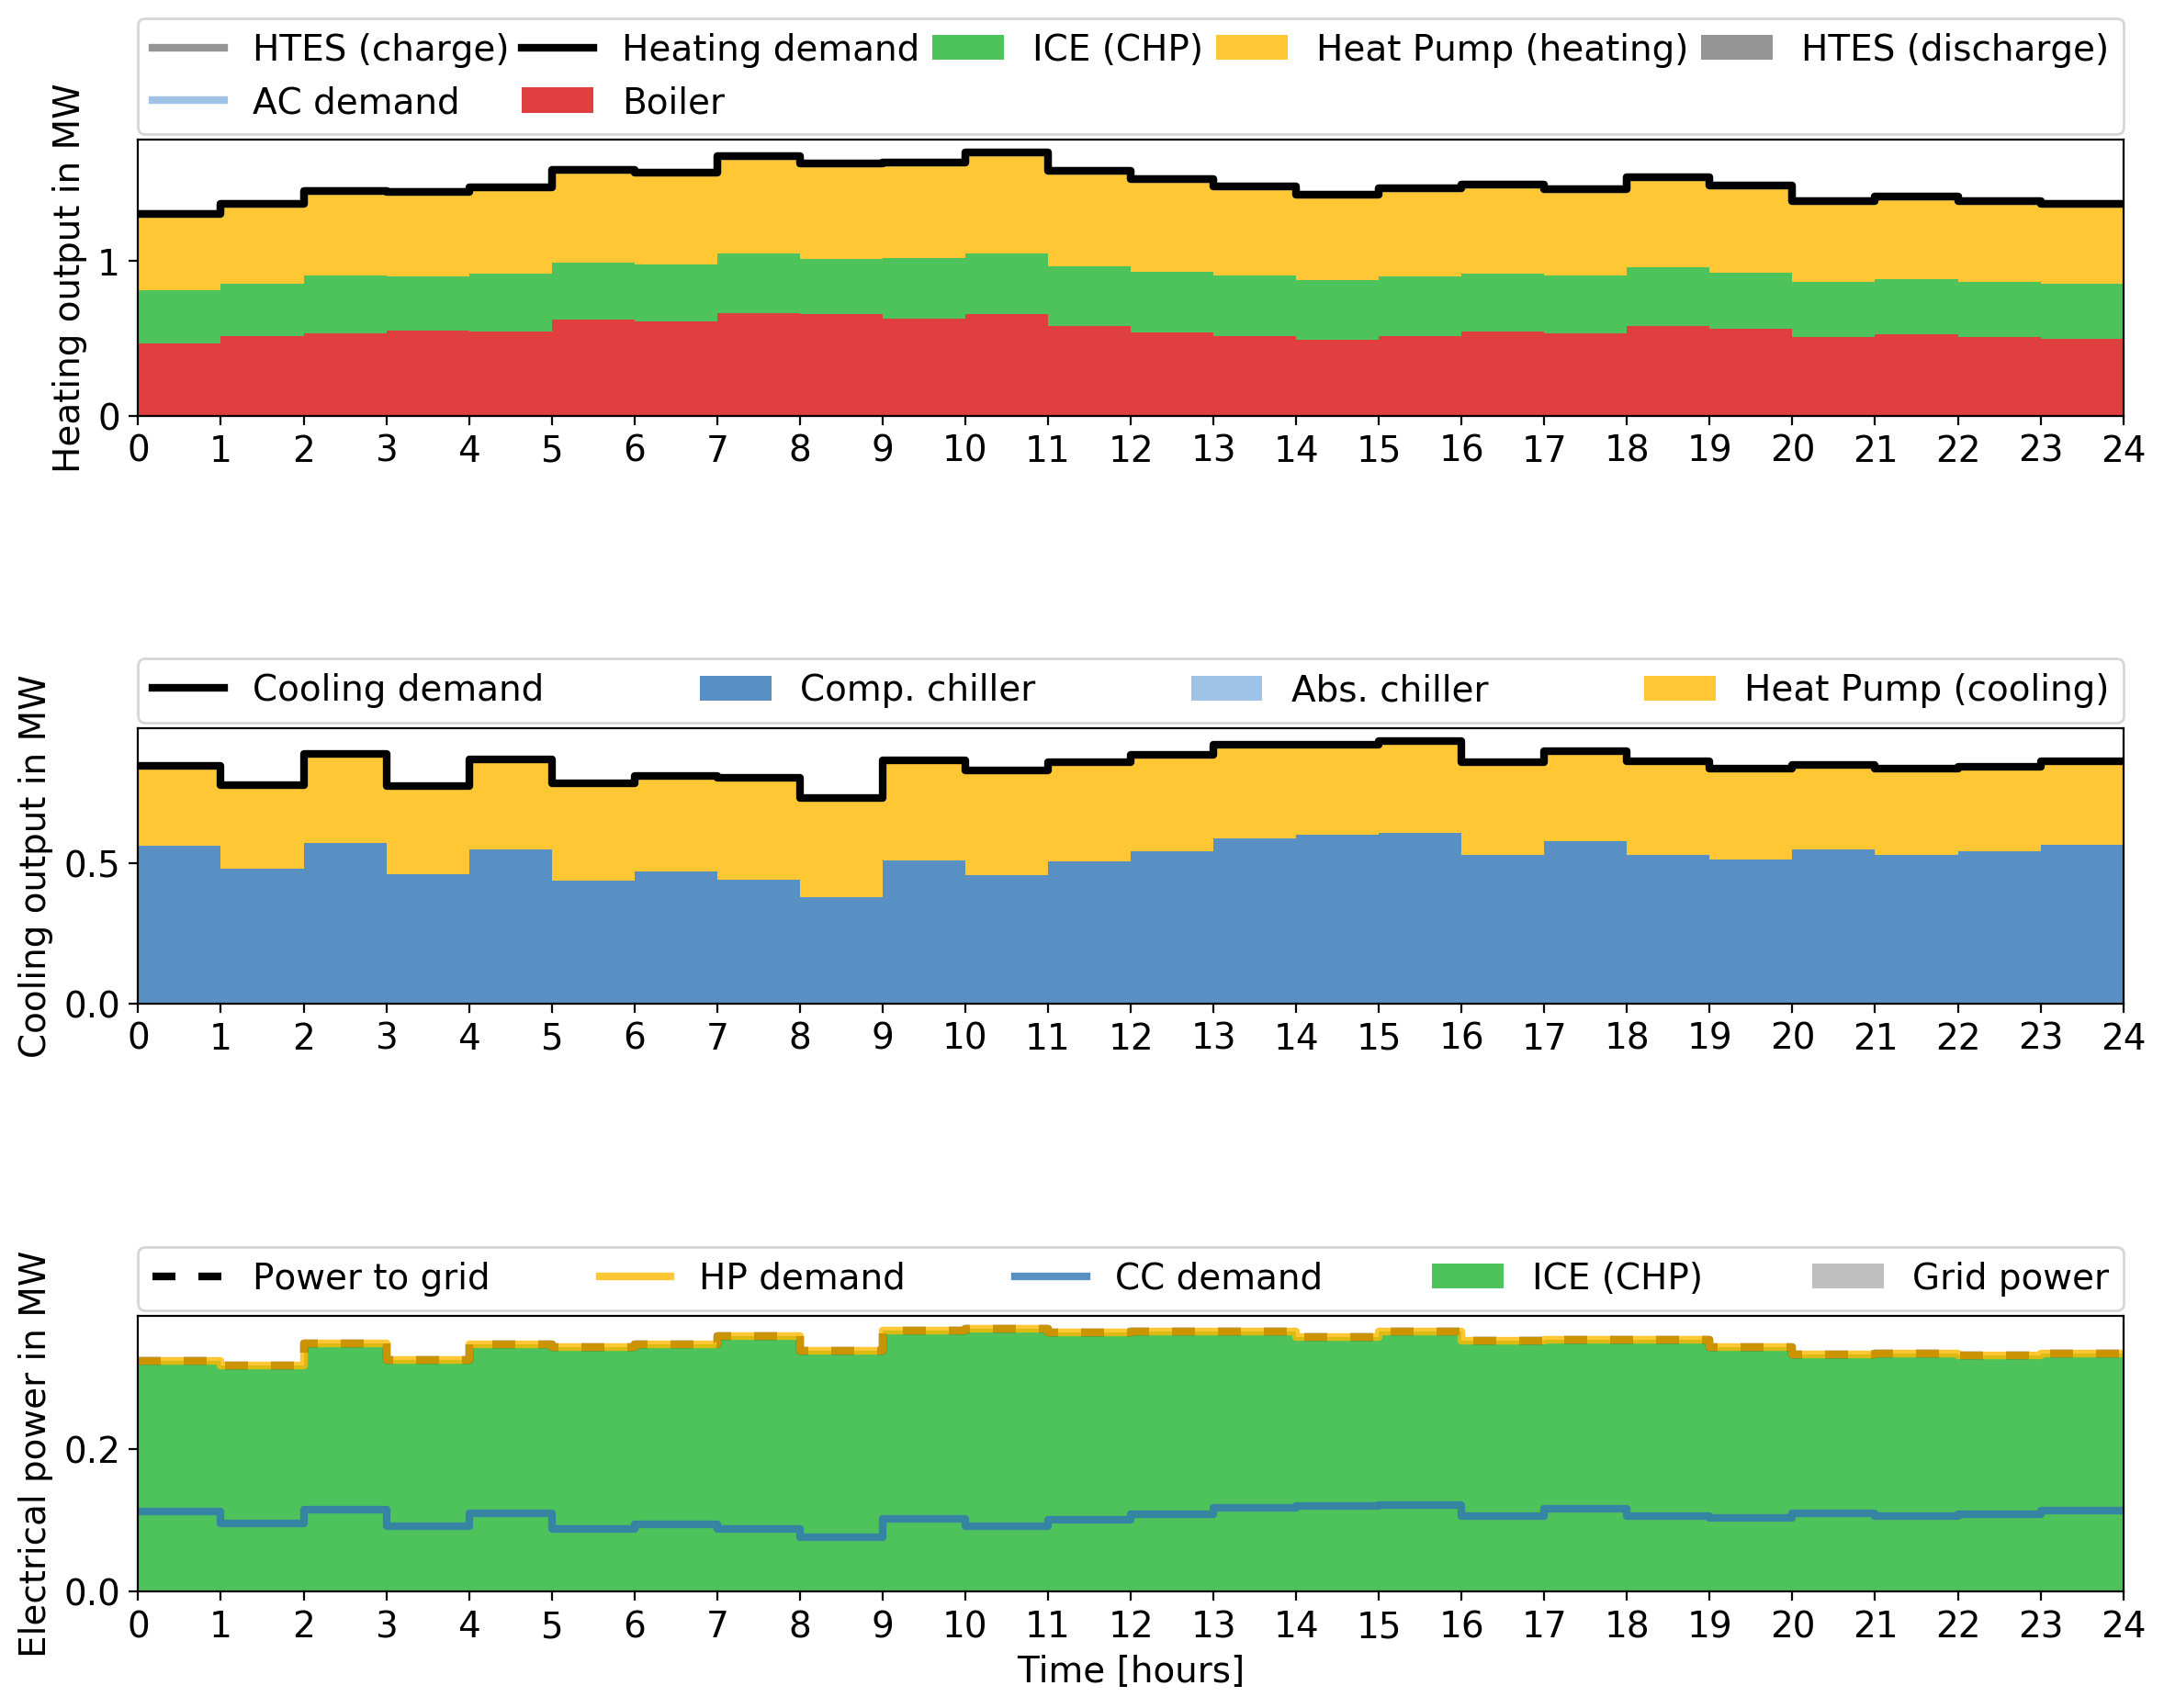 HTES (charge) Heating demand ICE (CHP) Heat Pump (heating) HTES (discharge)
AC demand Boiler
Heating output in MW
1
0
0 1 2 3 4 5 6 7 8 9 10 11 12 13 14 15 16 17 18 19 20 21 22 23 24
Cooling demand Comp. chiller Abs. chiller Heat Pump (cooling)
Cooling output in MW
0.5
0.0
0 1 2 3 4 5 6 7 8 9 10 11 12 13 14 15 16 17 18 19 20 21 22 23 24
Power to grid HP demand CC demand ICE (CHP) Grid power
Electrical power in MW
0.2
0.0
0 1 2 3 4 5 6 7 8 9 10 11 12 13 14 15 16 17 18 19 20 21 22 23 24
Time [hours]